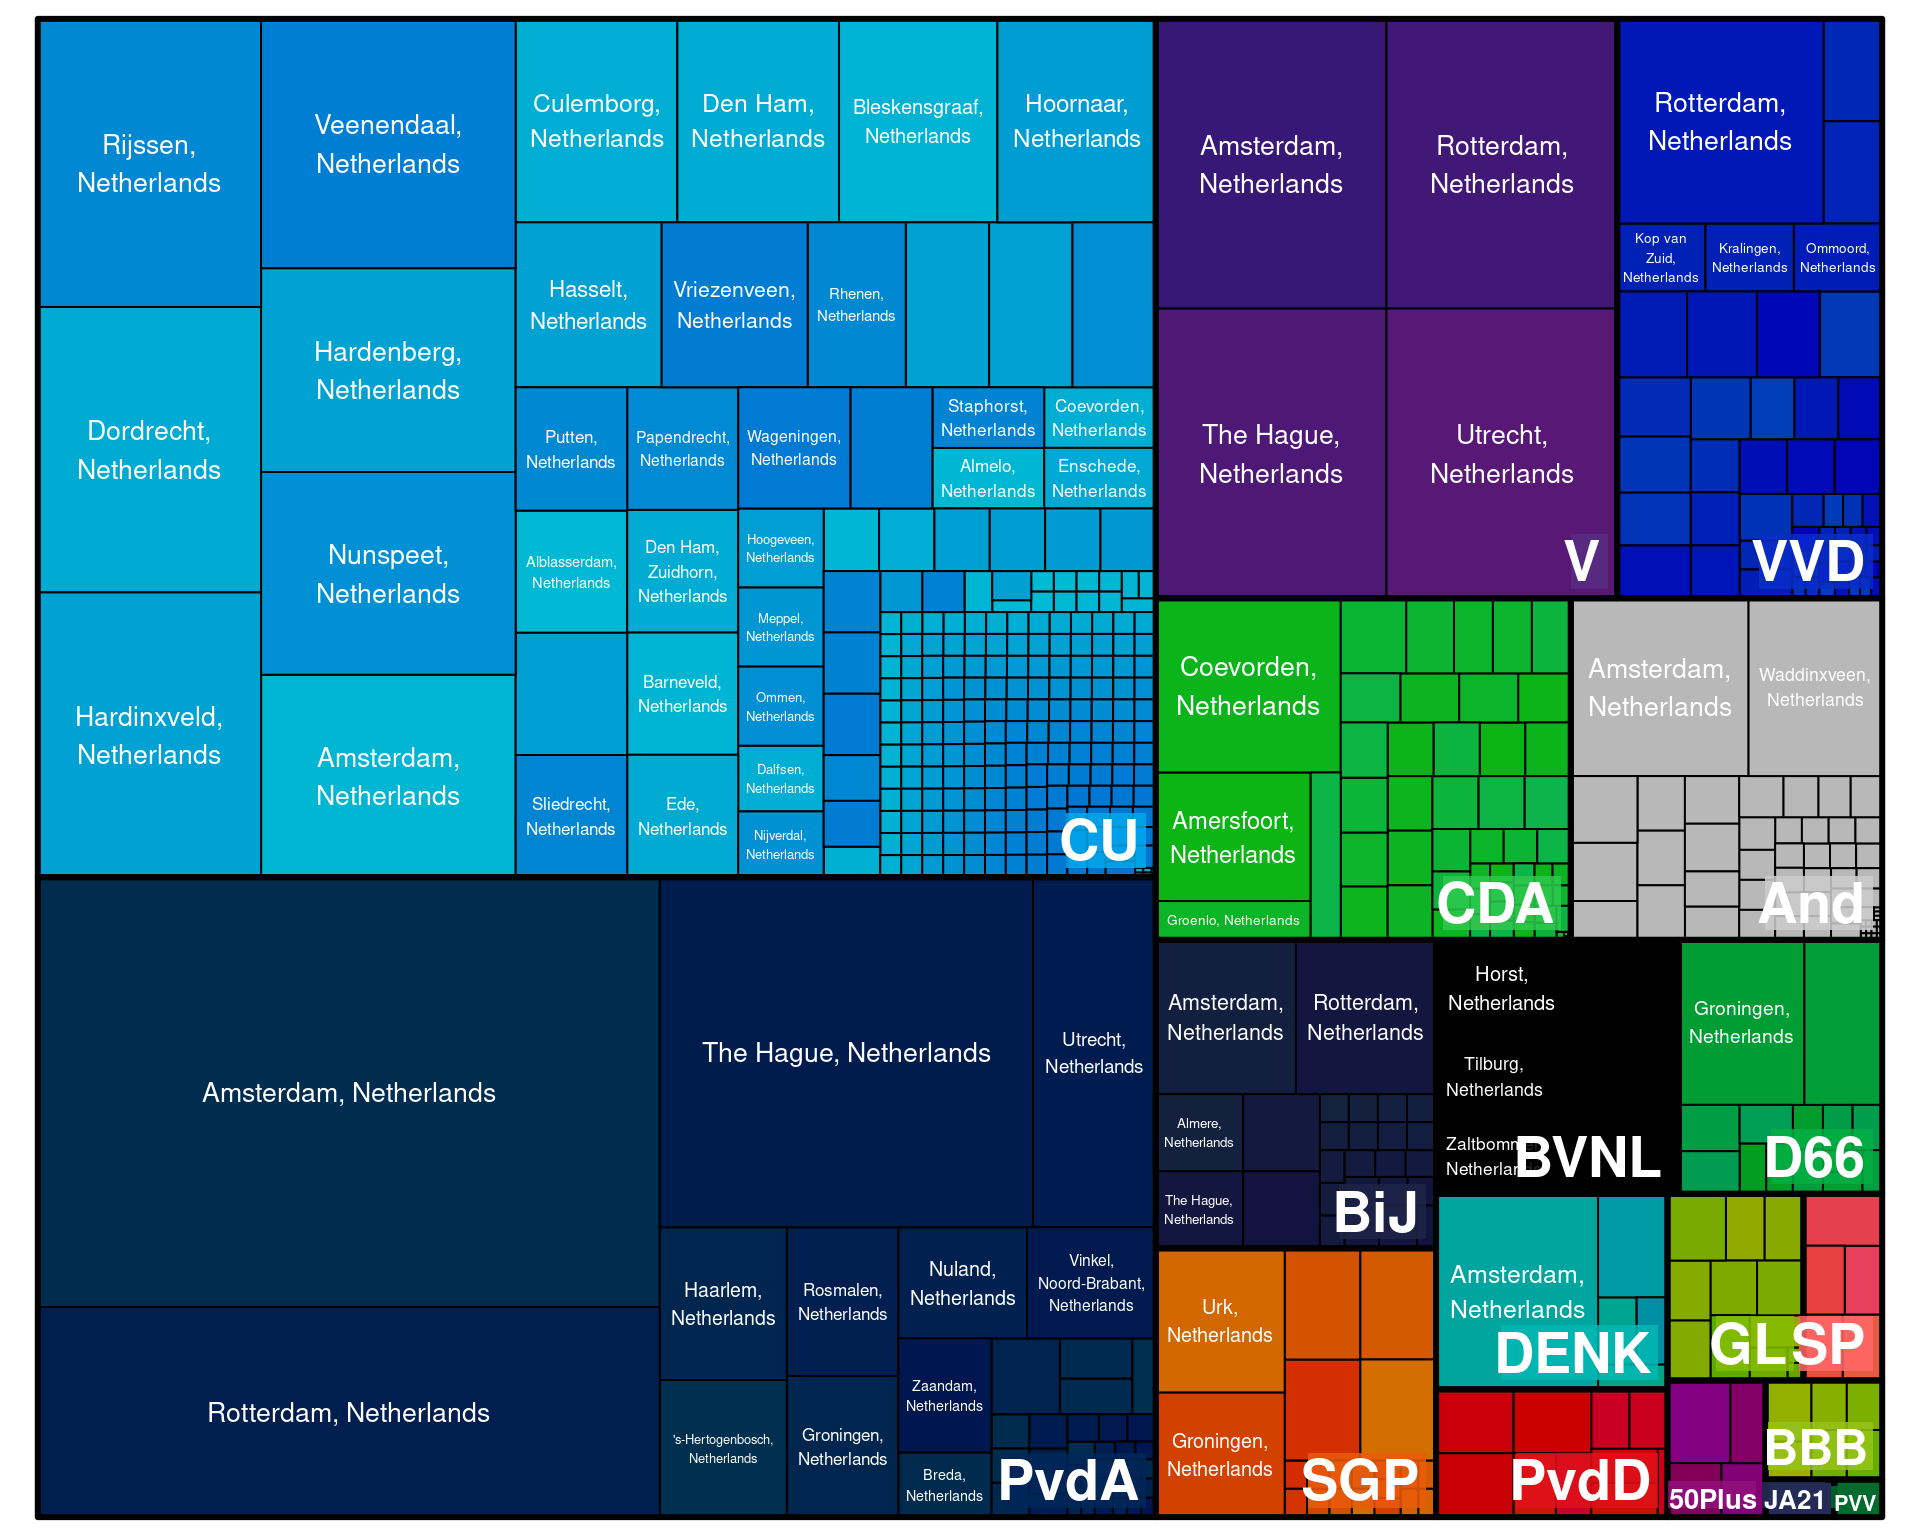 Rijssen,
Netherlands
Dordrecht,
Netherlands
Hardinxveld,
Netherlands
Veenendaal,
Netherlands
Hardenberg,
Netherlands
Nunspeet,
Netherlands
Amsterdam,
Netherlands
Culemborg,
Netherlands
Den Ham,
Netherlands
Bleskensgraaf,
Netherlands
Hoornaar,
Netherlands
Hasselt,
Netherlands
Vriezenveen,
Netherlands
Rhenen,
Netherlands
Putten,
Netherlands
Papendrecht,
Netherlands
Wageningen,
Netherlands
Staphorst,
Netherlands
Coevorden,
Netherlands
Almelo,
Netherlands
Enschede,
Netherlands
Alblasserdam,
Netherlands
Den Ham,
Zuidhorn,
Netherlands
Hoogeveen,
Netherlands
Meppel,
Netherlands
Barneveld,
Netherlands
Ommen,
Netherlands
Dalfsen,
Netherlands
Sliedrecht,
Netherlands
Ede,
Netherlands
Nijverdal,
Netherlands
CU
Amsterdam,
Netherlands
Rotterdam,
Netherlands
The Hague,
Netherlands
Utrecht,
Netherlands
V
Rotterdam,
Netherlands
Kop van
Zuid,
Netherlands
Kralingen,
Netherlands
Ommoord,
Netherlands
VVD
Coevorden,
Netherlands
Amersfoort,
Netherlands
Groenlo, Netherlands
CDA
Amsterdam,
Netherlands
Waddinxveen,
Netherlands
And
Amsterdam, Netherlands
Rotterdam, Netherlands
The Hague, Netherlands
Utrecht,
Netherlands
Haarlem,
Netherlands
Rosmalen,
Netherlands
Nuland,
Netherlands
Vinkel,
Noord-Brabant,
Netherlands
's-Hertogenbosch,
Netherlands
Groningen,
Netherlands
Zaandam,
Netherlands
Breda,
Netherlands
PvdA
Amsterdam,
Netherlands
Rotterdam,
Netherlands
Almere,
Netherlands
The Hague,
Netherlands
BiJ
Horst,
Netherlands
Tilburg,
Netherlands
BVNL
Groningen,
Netherlands
D66
Urk,
Netherlands
Groningen,
Netherlands
SGP
Amsterdam,
Netherlands
DENK
GL
SP
PvdD
50Plus
BBB
JA21
PVV